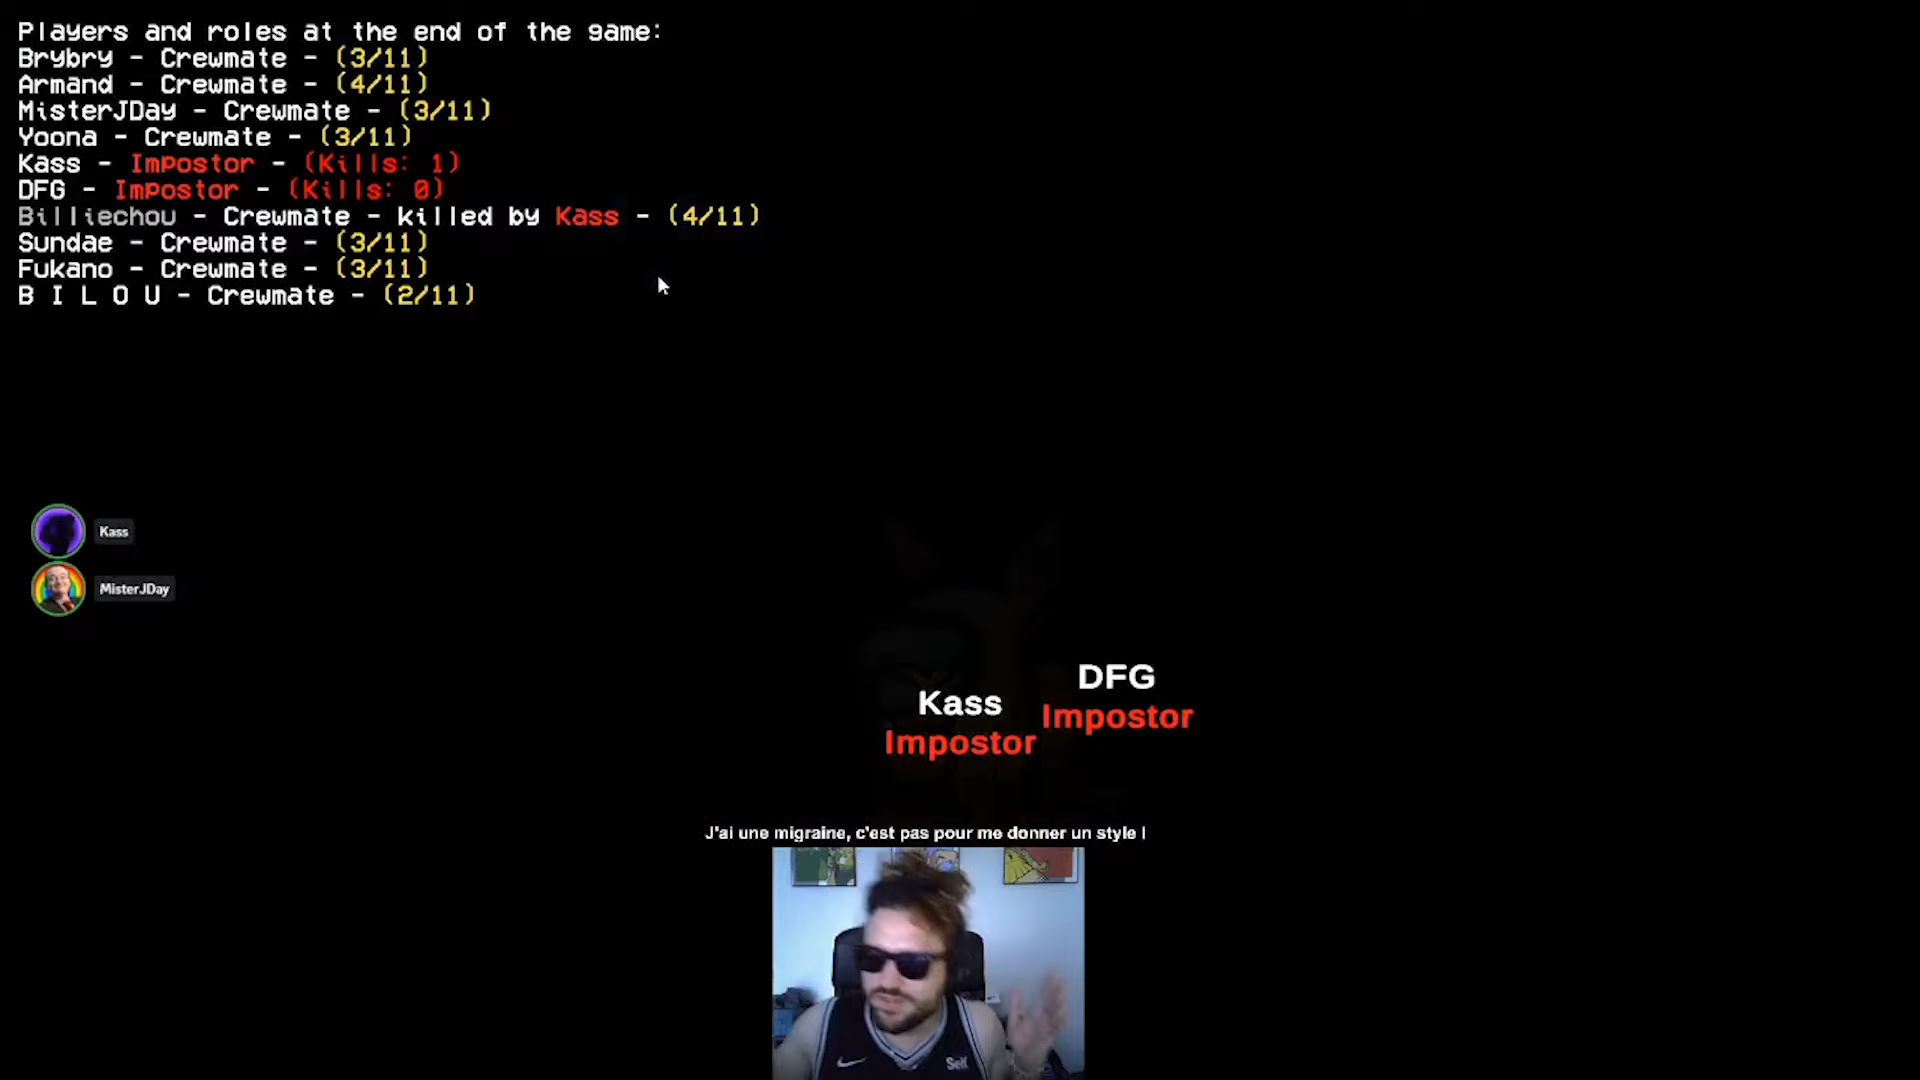 Players and roles at the end of the game:
Brybry - Crewmate - (3/11)
Armand - Crewmate - (4/11)
MisterJDay - Crewmate - (3/11)
Yoona - Crewmate - (3/11)
Kass - Impostor - (Kills: 1)
DFG - Impostor - (Kills: 0)
Billiechou - Crewmate - killed by Kass - (4/11)
Sundae - Crewmate - (3/11)
Fukano - Crewmate - (3/11)
B I L O U - Crewmate - (2/11)
Kass
MisterJDay
DFG
Impostor
Kass
Impostor
J'ai une migraine, c'est pas pour me donner un style !
Self